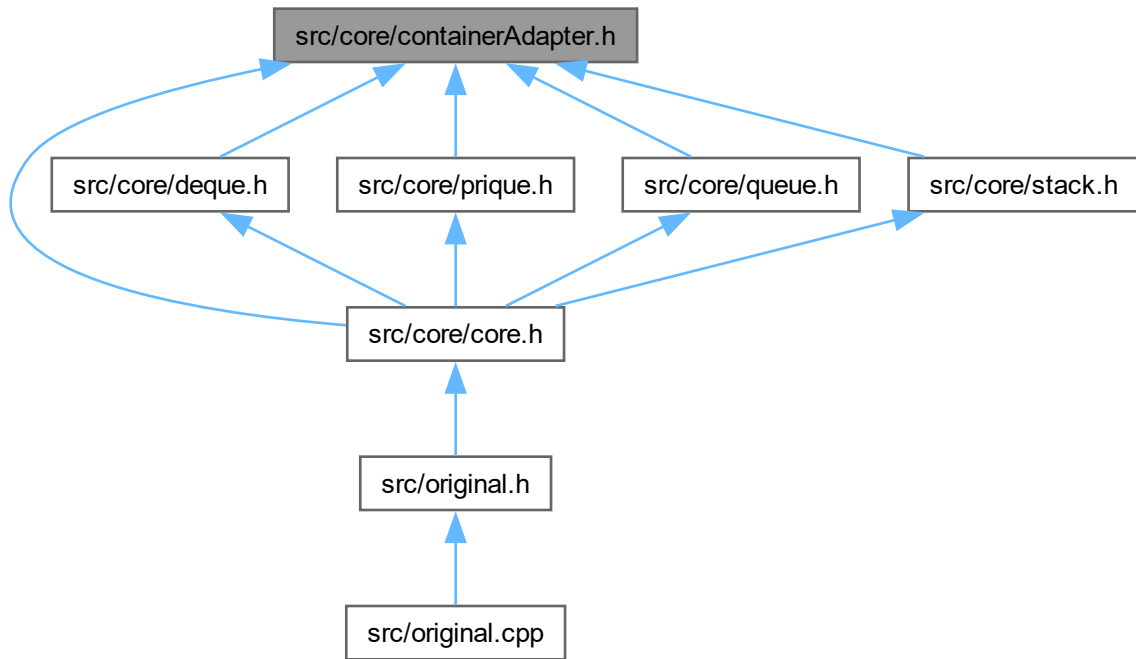 src/core/containerAdapter.h
src/core/deque.h
src/core/prique.h
src/core/queue.h
src/core/stack.h
src/core/core.h
src/original.h
src/original.cpp